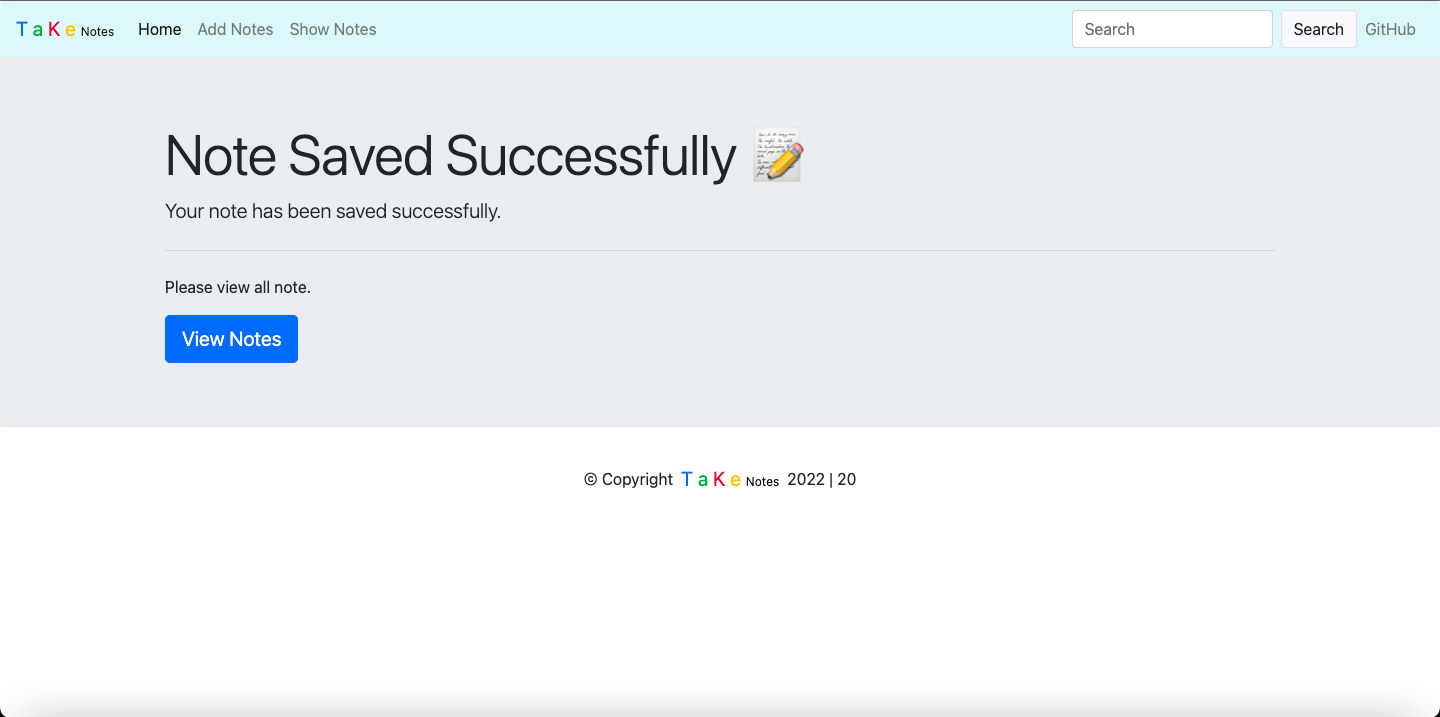 T a K e Notes Home Add Notes Show Notes Search Search GitHub
Note Saved Successfully
Your note has been saved successfully.
Please view all note.
View Notes
© Copyright T a K e Notes 2022 | 20